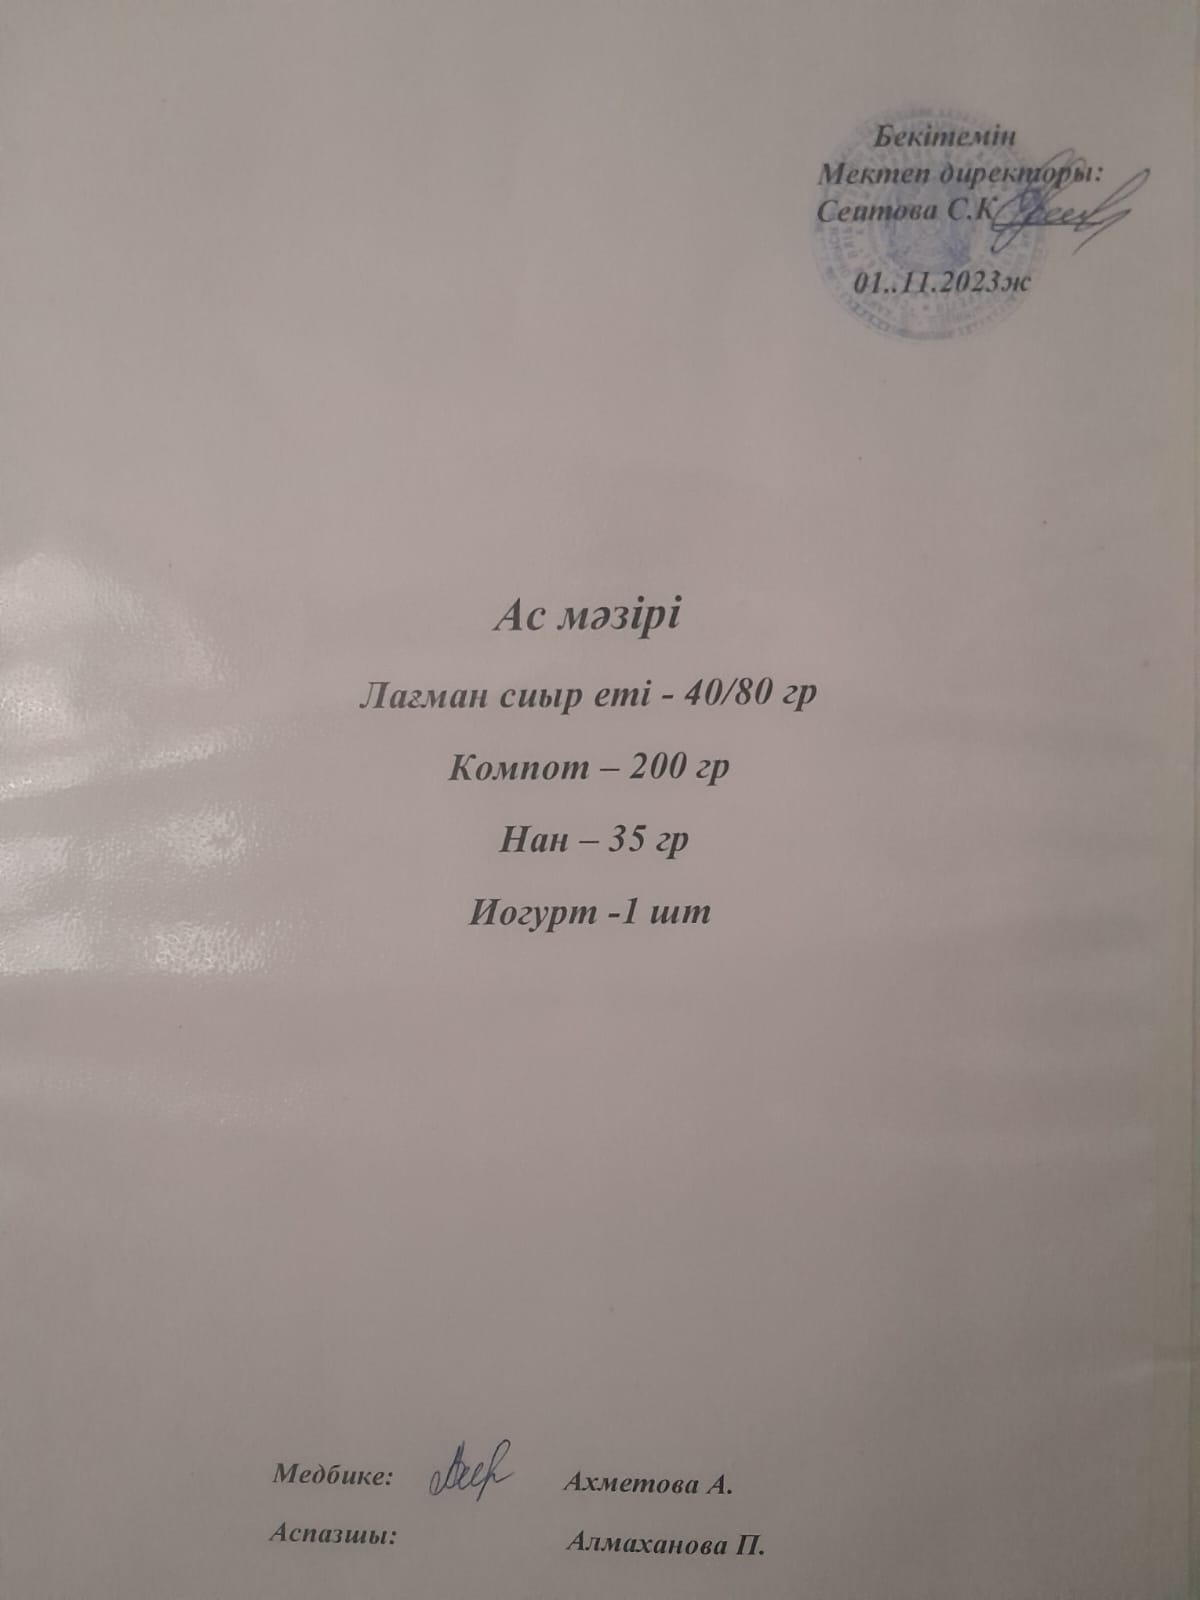 Бекітемін
Мектеп директоры:
Сеитова С.К
01..11.2023ж
Ас мәзірі
Лағман сиыр еті - 40/80 гр
Компот – 200 гр
Нан – 35 гр
Иогурт -1 шт
Медбике: Ахметова А.
Аспазшы: Алмаханова П.